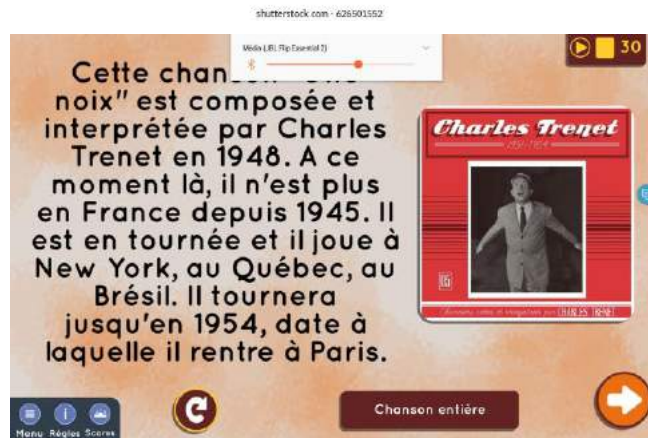 shutterstock.com · 626501552
Média (JBL Flip Essential 2)
30
Cette chan
noix" est composée et
interprétée par Charles
Trenet en 1948. A ce
moment là, il n'est plus
en France depuis 1945. Il
est en tournée et il joue à
New York, au Québec, au
Brésil. Il tournera
jusqu'en 1954, date à
laquelle il rentre à Paris.
Charles Trenet
CHARLES TRENET
Chanson entière
Menu Règles Scores